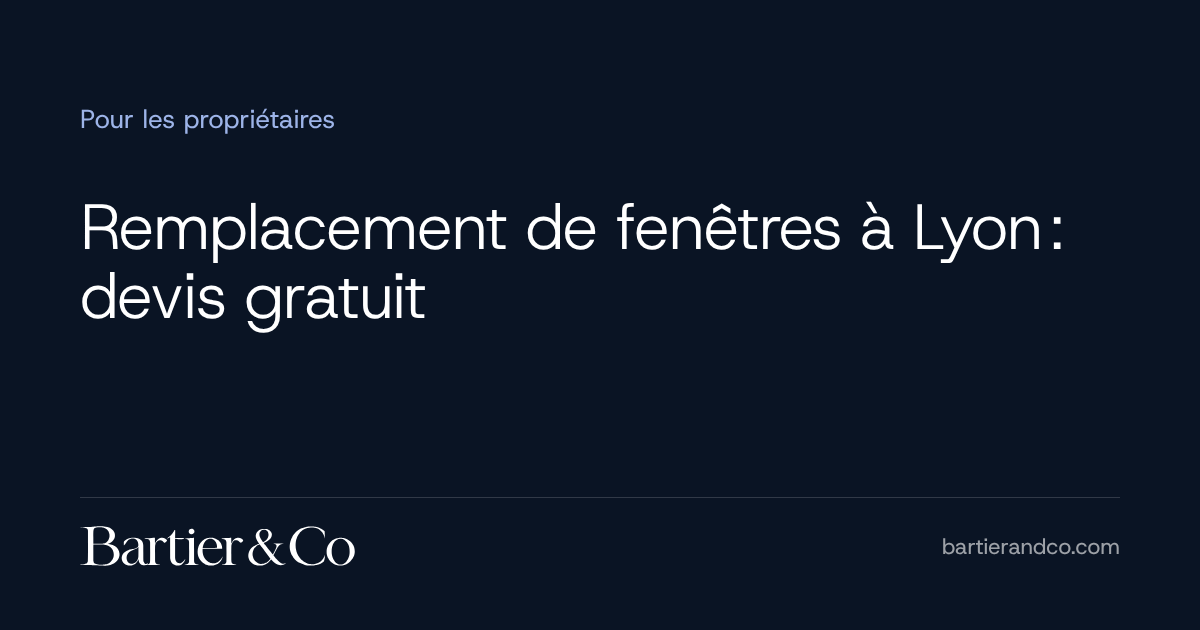 Pour les propriétaires
Remplacement de fenêtres à Lyon :
devis gratuit
Bartier & Co
bartierandco.com